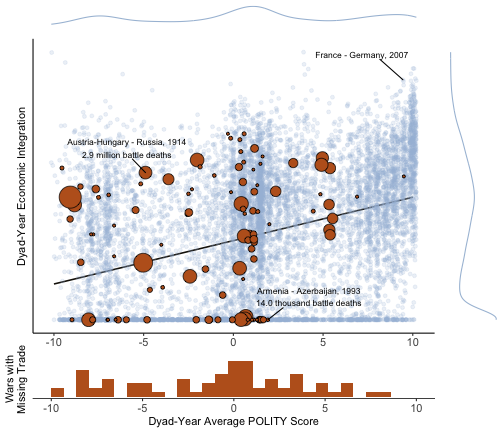 France - Germany, 2007
Austria-Hungary - Russia, 1914
2.9 million battle deaths
Dyad-Year Economic Integration
Armenia - Azerbaijan, 1993
14.0 thousand battle deaths
-10 -5 0 5 10
Wars with
Missing Trade
-10 -5 0 5 10
Dyad-Year Average POLITY Score